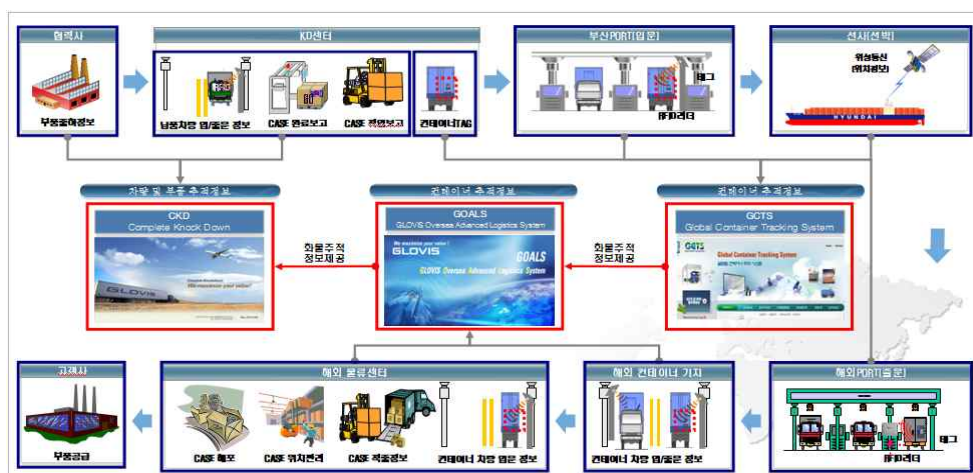 협력사
KD센터
부산PORT(입문)
선사(선박)
위성통신
(위치정보)
태그
HYUNDAI
RFID리더
부품출하정보
납품차량 입/출문 정보
CASE 완료보고
CASE 작업보고
컨테이너TAG
차량 및 부품 추적정보
컨테이너 추적정보
컨테이너 추적정보
CKD
Complete Knock Down
GLOVIS
GOALS
GLOVIS Oversea Advanced Logistic System
GLOVIS
GOALS
GLOVIS Oversea Advanced Logistic System
GCTS
Global Container Tracking System
GCTS
Global Container Tracking System
화물추적
정보제공
화물추적
정보제공
고객사
해외 물류센터
해외 컨테이너 기지
해외PORT(출문)
태그
RFID리더
부품공급
CASE 해포
CASE 위치관리
CASE 적출정보
컨테이너 차량 입문 정보
컨테이너 차량 입/출문 정보